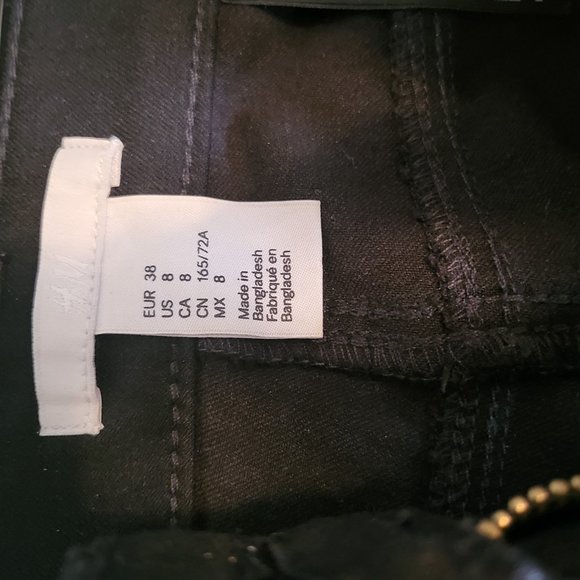 H&M
EUR 38
US 8
CA 8
CN 165/72A
MX 8
Made in
Bangladesh
Fabriqué en
Bangladesh